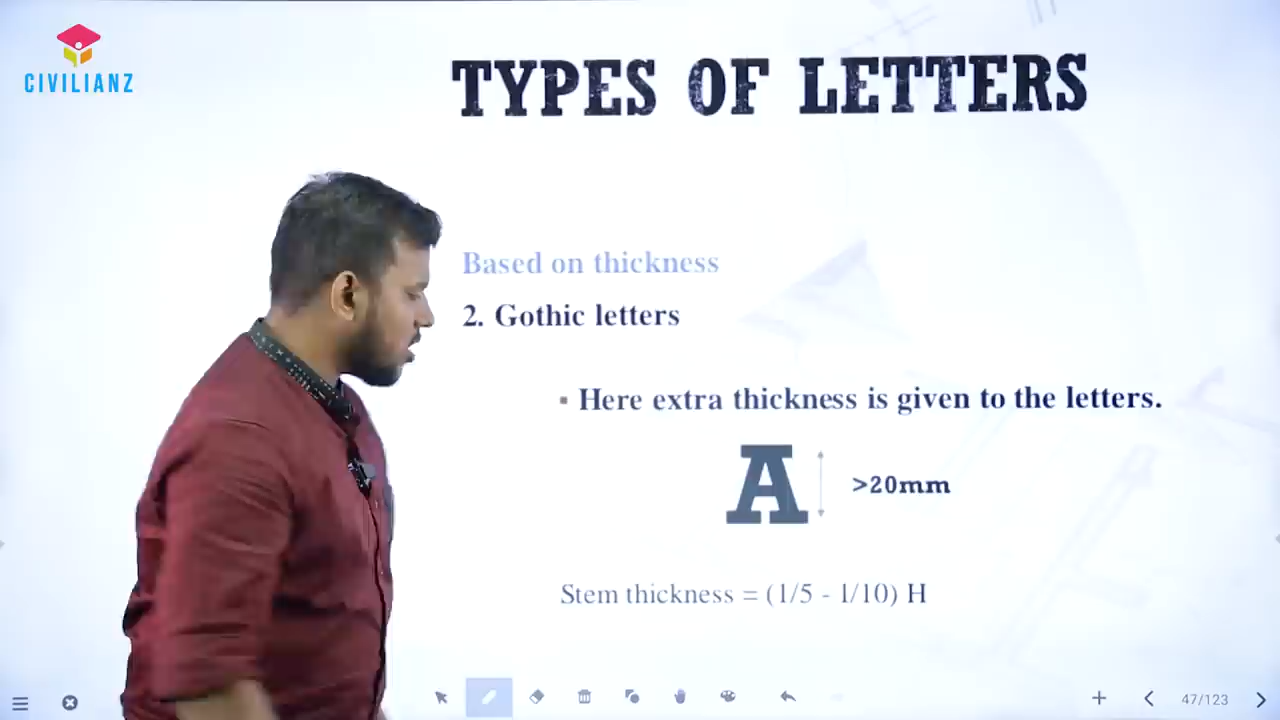 CIVILIANZ
TYPES OF LETTERS
Based on thickness
2. Gothic letters
▪ Here extra thickness is given to the letters.
A >20mm
Stem thickness = (1/5 - 1/10) H
47/123